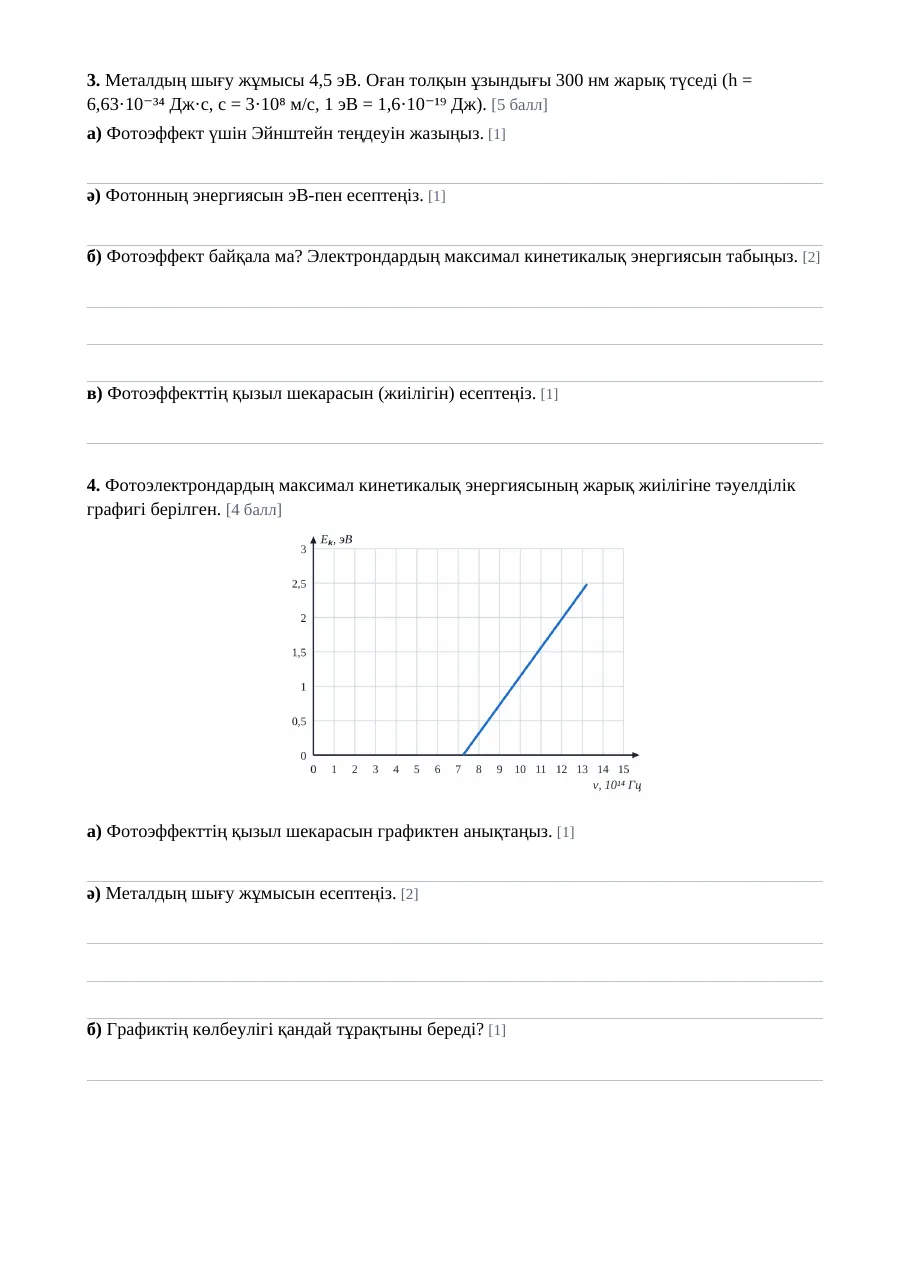 3. Металдың шығу жұмысы 4,5 эВ. Оған толқын ұзындығы 300 нм жарық түседі (h =
6,63·10⁻³⁴ Дж·с, c = 3·10⁸ м/с, 1 эВ = 1,6·10⁻¹⁹ Дж). [5 балл]
а) Фотоэффект үшін Эйнштейн теңдеуін жазыңыз. [1]
ә) Фотонның энергиясын эВ-пен есептеңіз. [1]
б) Фотоэффект байқала ма? Электрондардың максимал кинетикалық энергиясын табыңыз. [2]
в) Фотоэффекттің қызыл шекарасын (жиілігін) есептеңіз. [1]
4. Фотоэлектрондардың максимал кинетикалық энергиясының жарық жиілігіне тәуелділік
графигі берілген. [4 балл]
Eₖ, эВ
3
2,5
2
1,5
1
0,5
0
0 1 2 3 4 5 6 7 8 9 10 11 12 13 14 15
ν, 10¹⁴ Гц
а) Фотоэффекттің қызыл шекарасын графиктен анықтаңыз. [1]
ә) Металдың шығу жұмысын есептеңіз. [2]
б) Графиктің көлбеулігі қандай тұрақтыны береді? [1]